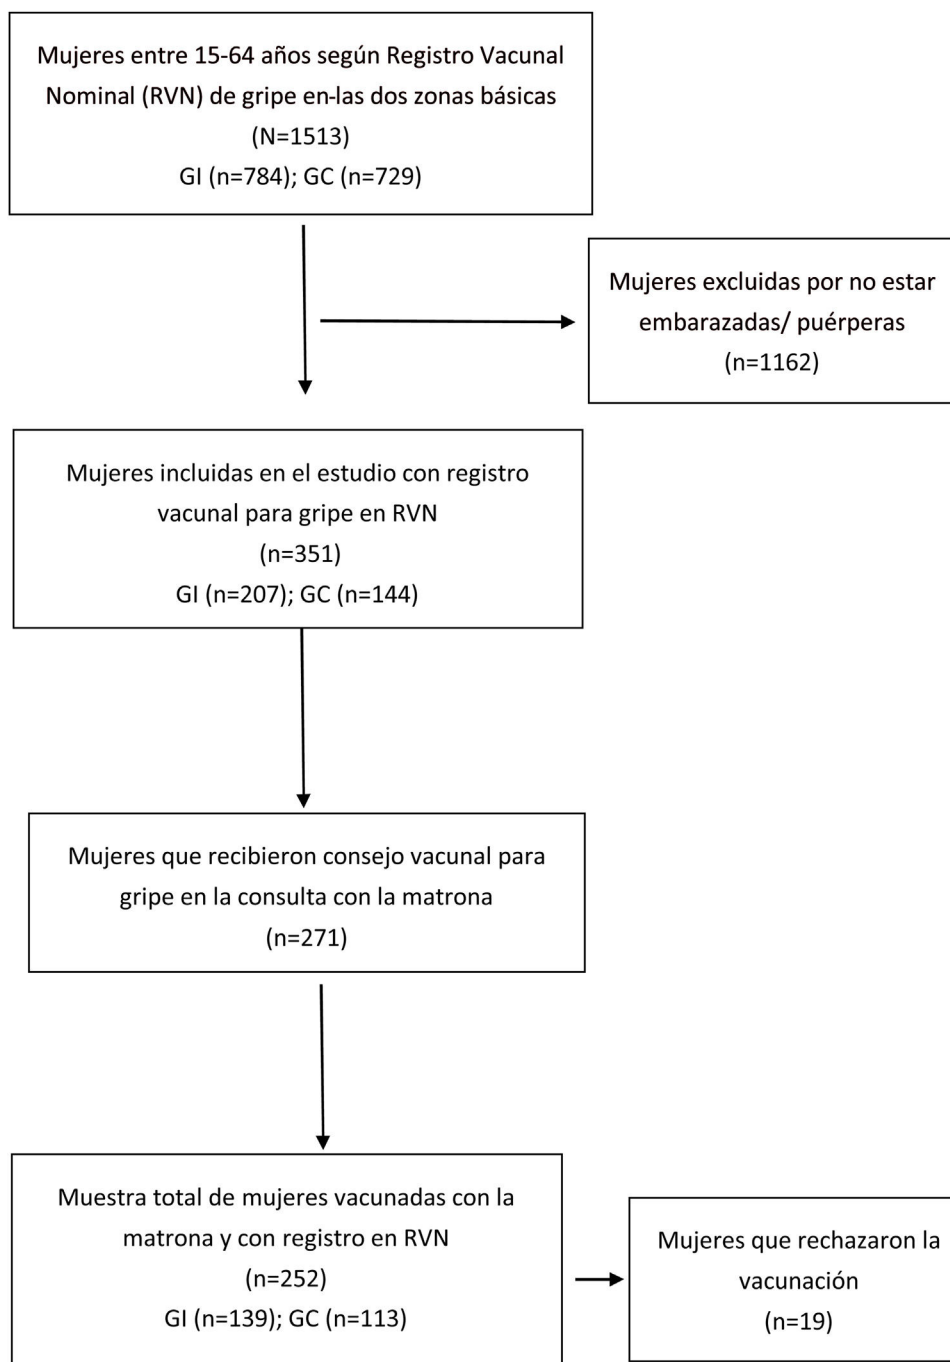 Mujeres entre 15-64 años según Registro Vacunal
Nominal (RVN) de gripe en-las dos zonas básicas
(N=1513)
GI (n=784); GC (n=729)
Mujeres excluidas por no estar
embarazadas/ puérperas
(n=1162)
Mujeres incluidas en el estudio con registro
vacunal para gripe en RVN
(n=351)
GI (n=207); GC (n=144)
Mujeres que recibieron consejo vacunal para
gripe en la consulta con la matrona
(n=271)
Muestra total de mujeres vacunadas con la
matrona y con registro en RVN
(n=252)
GI (n=139); GC (n=113)
Mujeres que rechazaron la
vacunación
(n=19)